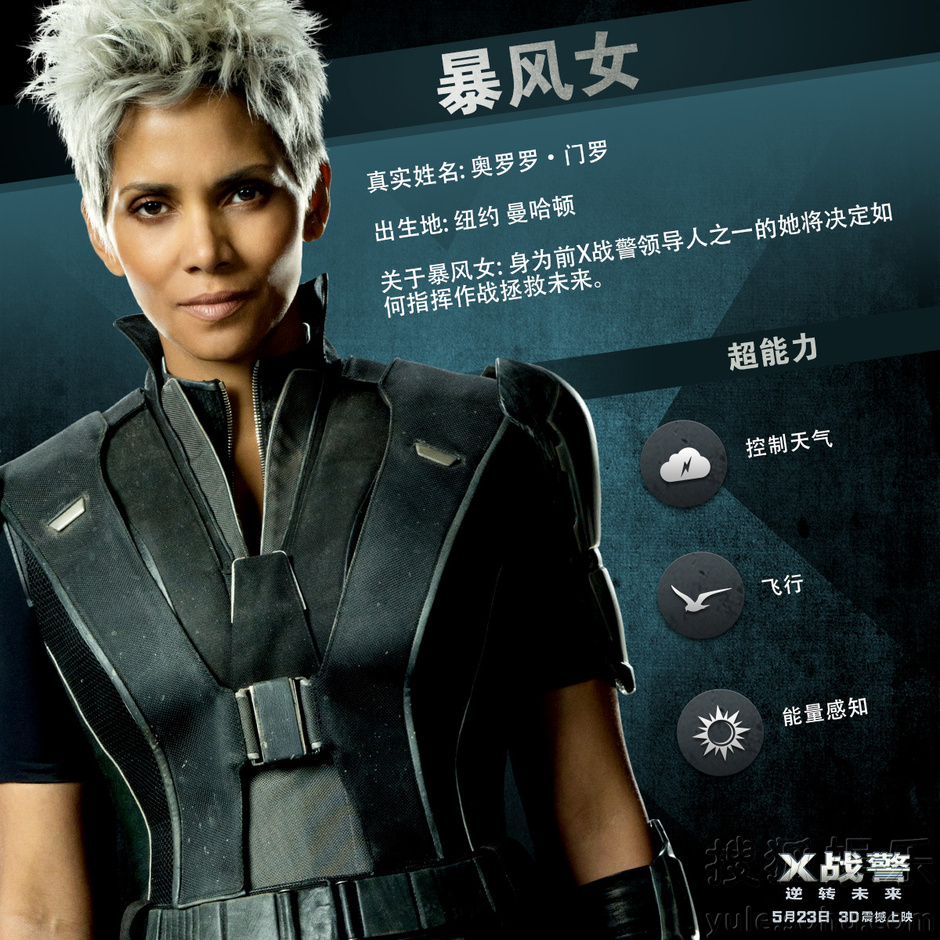 暴风女
真实姓名: 奥罗罗·门罗
出生地: 纽约 曼哈顿
关于暴风女: 身为前X战警领导人之一的她将决定如
何指挥作战拯救未来。
超能力
控制天气
飞行
能量感知
搜狐娱乐
X战警
逆转未来
5月23日 3D震撼上映
yule.sohu.com